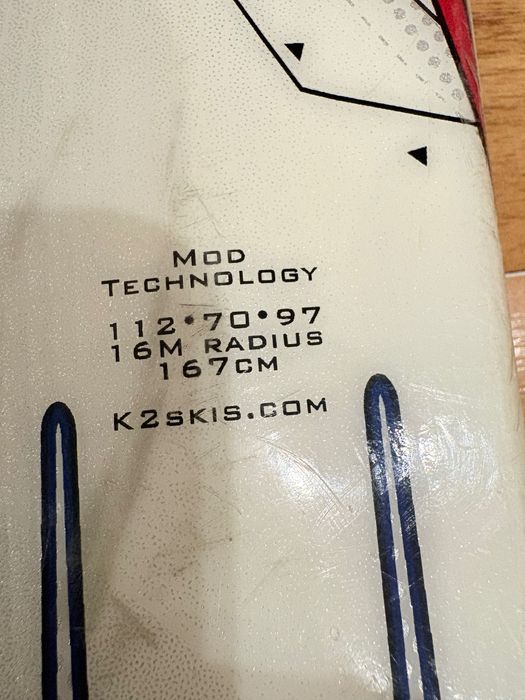 MOD
TECHNOLOGY
112•70•97
16M RADIUS
167CM
K2SKIS.COM